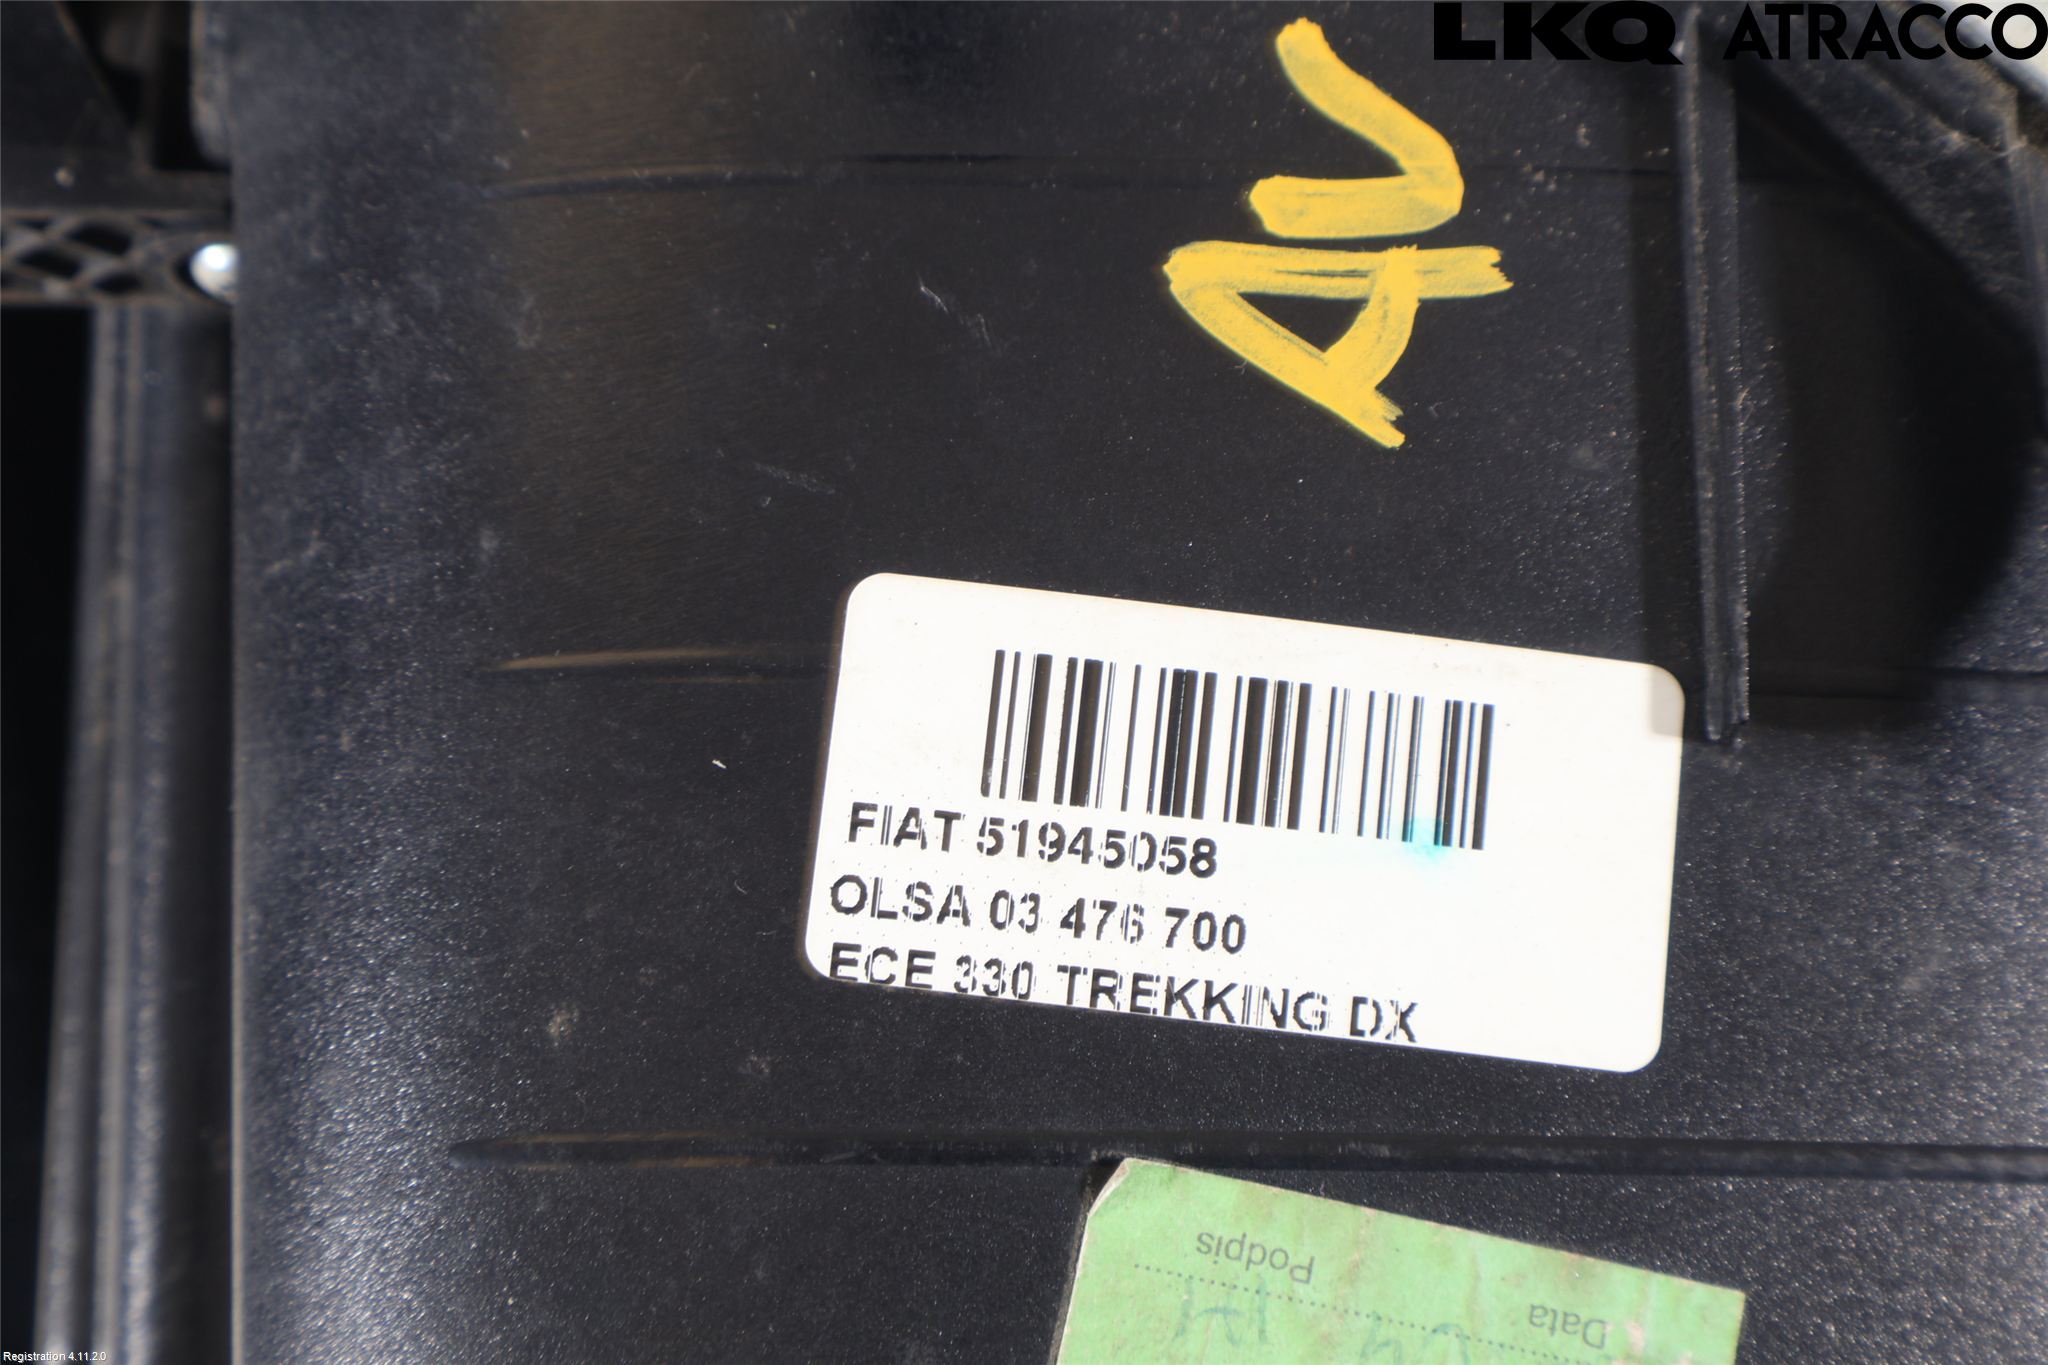 LKQ ATRACCO
AV
FIAT 51945058
OLSA 03 476 700
ECE 330 TREKKING DX
Podpis
Data
Registration 4.11.2.0